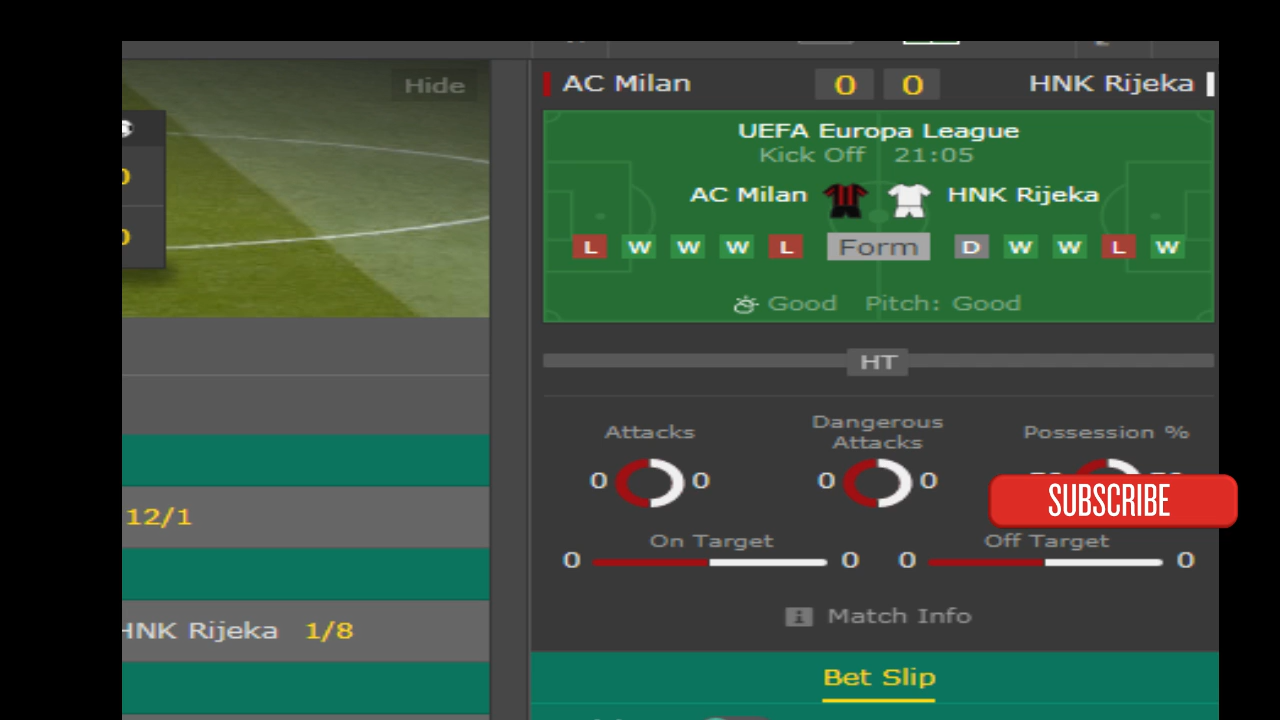 Hide
AC Milan 0 0 HNK Rijeka
UEFA Europa League
Kick Off 21:05
AC Milan HNK Rijeka
L W W W L Form D W W L W
Good Pitch: Good
HT
Attacks
Dangerous
Attacks
Possession %
0 0
0 0
SUBSCRIBE
On Target
0 0
Off Target
0 0
Match Info
Bet Slip
0
0
12/1
HNK Rijeka 1/8